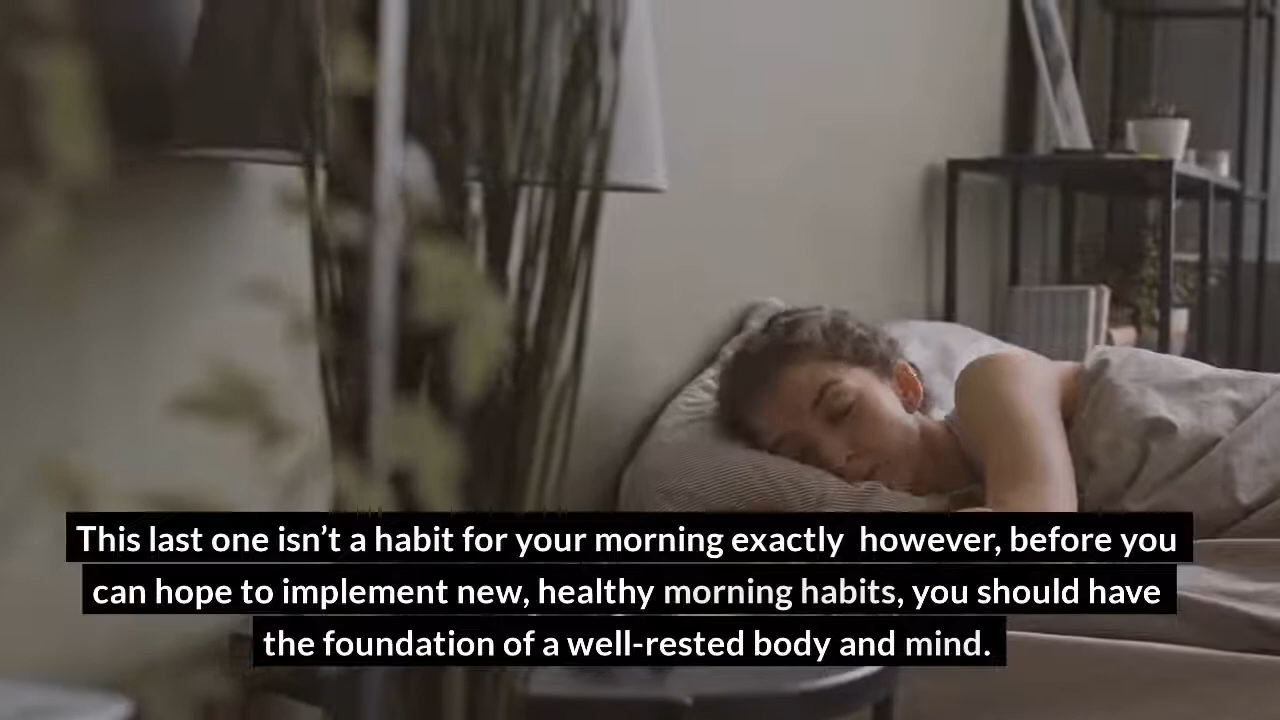 This last one isn’t a habit for your morning exactly  however, before you
can hope to implement new, healthy morning habits, you should have
the foundation of a well-rested body and mind.